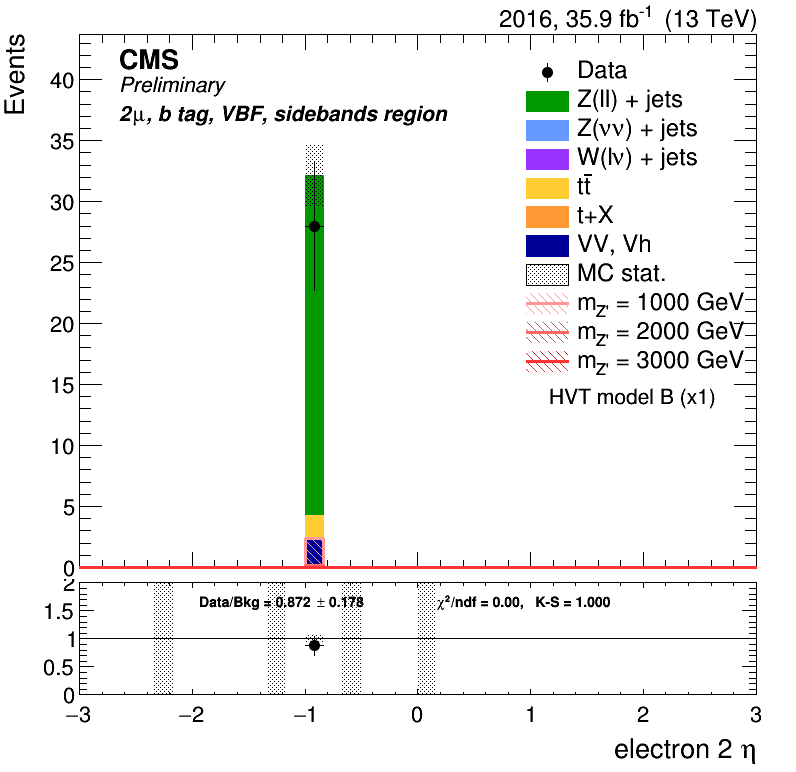 2016, 35.9 fb⁻¹ (13 TeV)
Events
CMS
Preliminary
2μ, b tag, VBF, sidebands region
Data
Z(ll) + jets
Z(νν) + jets
W(lν) + jets
tt̄
t+X
VV, Vh
MC stat.
m_Z' = 1000 GeV
m_Z' = 2000 GeV
m_Z' = 3000 GeV
HVT model B (x1)
40
35
30
25
20
15
10
5
0
Data/Bkg = 0.872 ± 0.178
χ²/ndf = 0.00, K-S = 1.000
2
1.5
1
0.5
0
−3 −2 −1 0 1 2 3
electron 2 η